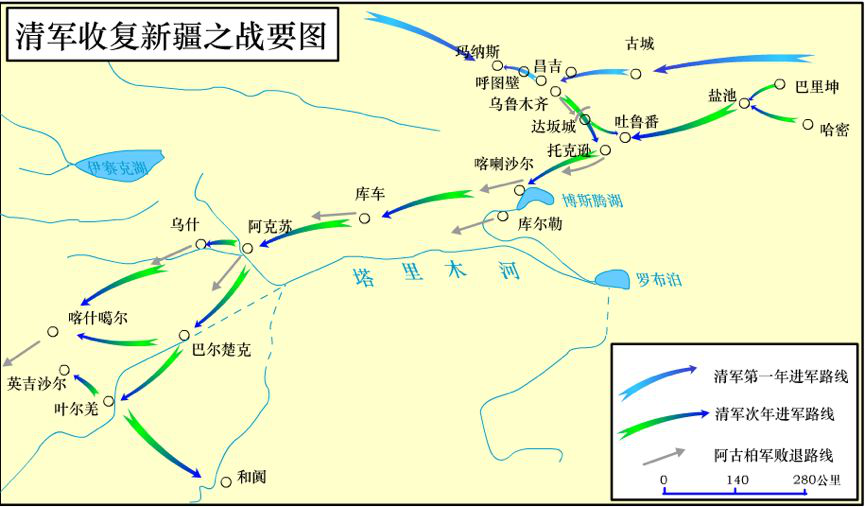 清军收复新疆之战要图
玛纳斯
昌吉
古城
呼图壁
乌鲁木齐
盐池
巴里坤
达坂城
吐鲁番
哈密
托克逊
伊赛克湖
喀喇沙尔
库车
博斯腾湖
乌什
阿克苏
库尔勒
塔里木河
罗布泊
喀什噶尔
巴尔楚克
英吉沙尔
叶尔羌
和阗
清军第一年进军路线
清军次年进军路线
阿古柏军败退路线
0 140 280公里